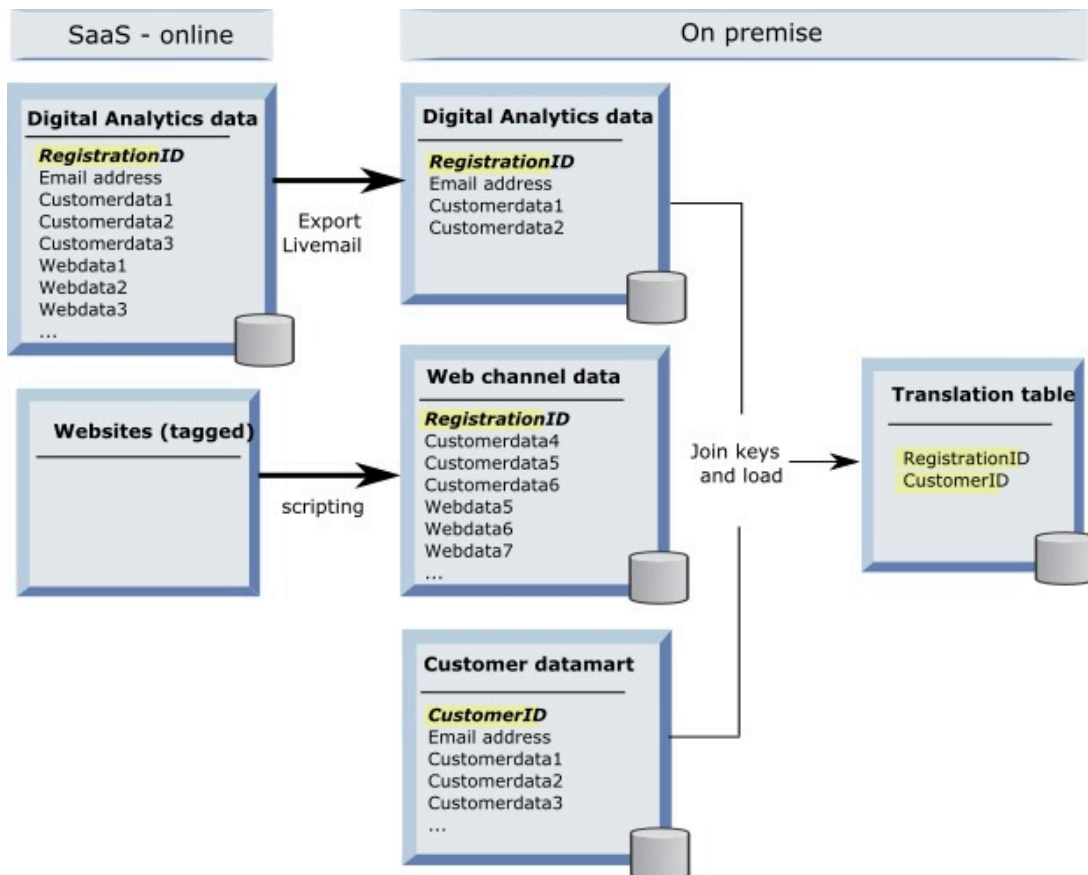 SaaS - online
On premise
Digital Analytics data
RegistrationID
Email address
Customerdata1
Customerdata2
Customerdata3
Webdata1
Webdata2
Webdata3
...
Export
Livemail
Digital Analytics data
RegistrationID
Email address
Customerdata1
Customerdata2
Websites (tagged)
scripting
Web channel data
RegistrationID
Customerdata4
Customerdata5
Customerdata6
Webdata5
Webdata6
Webdata7
...
Customer datamart
CustomerID
Email address
Customerdata1
Customerdata2
Customerdata3
...
Join keys
and load
Translation table
RegistrationID
CustomerID